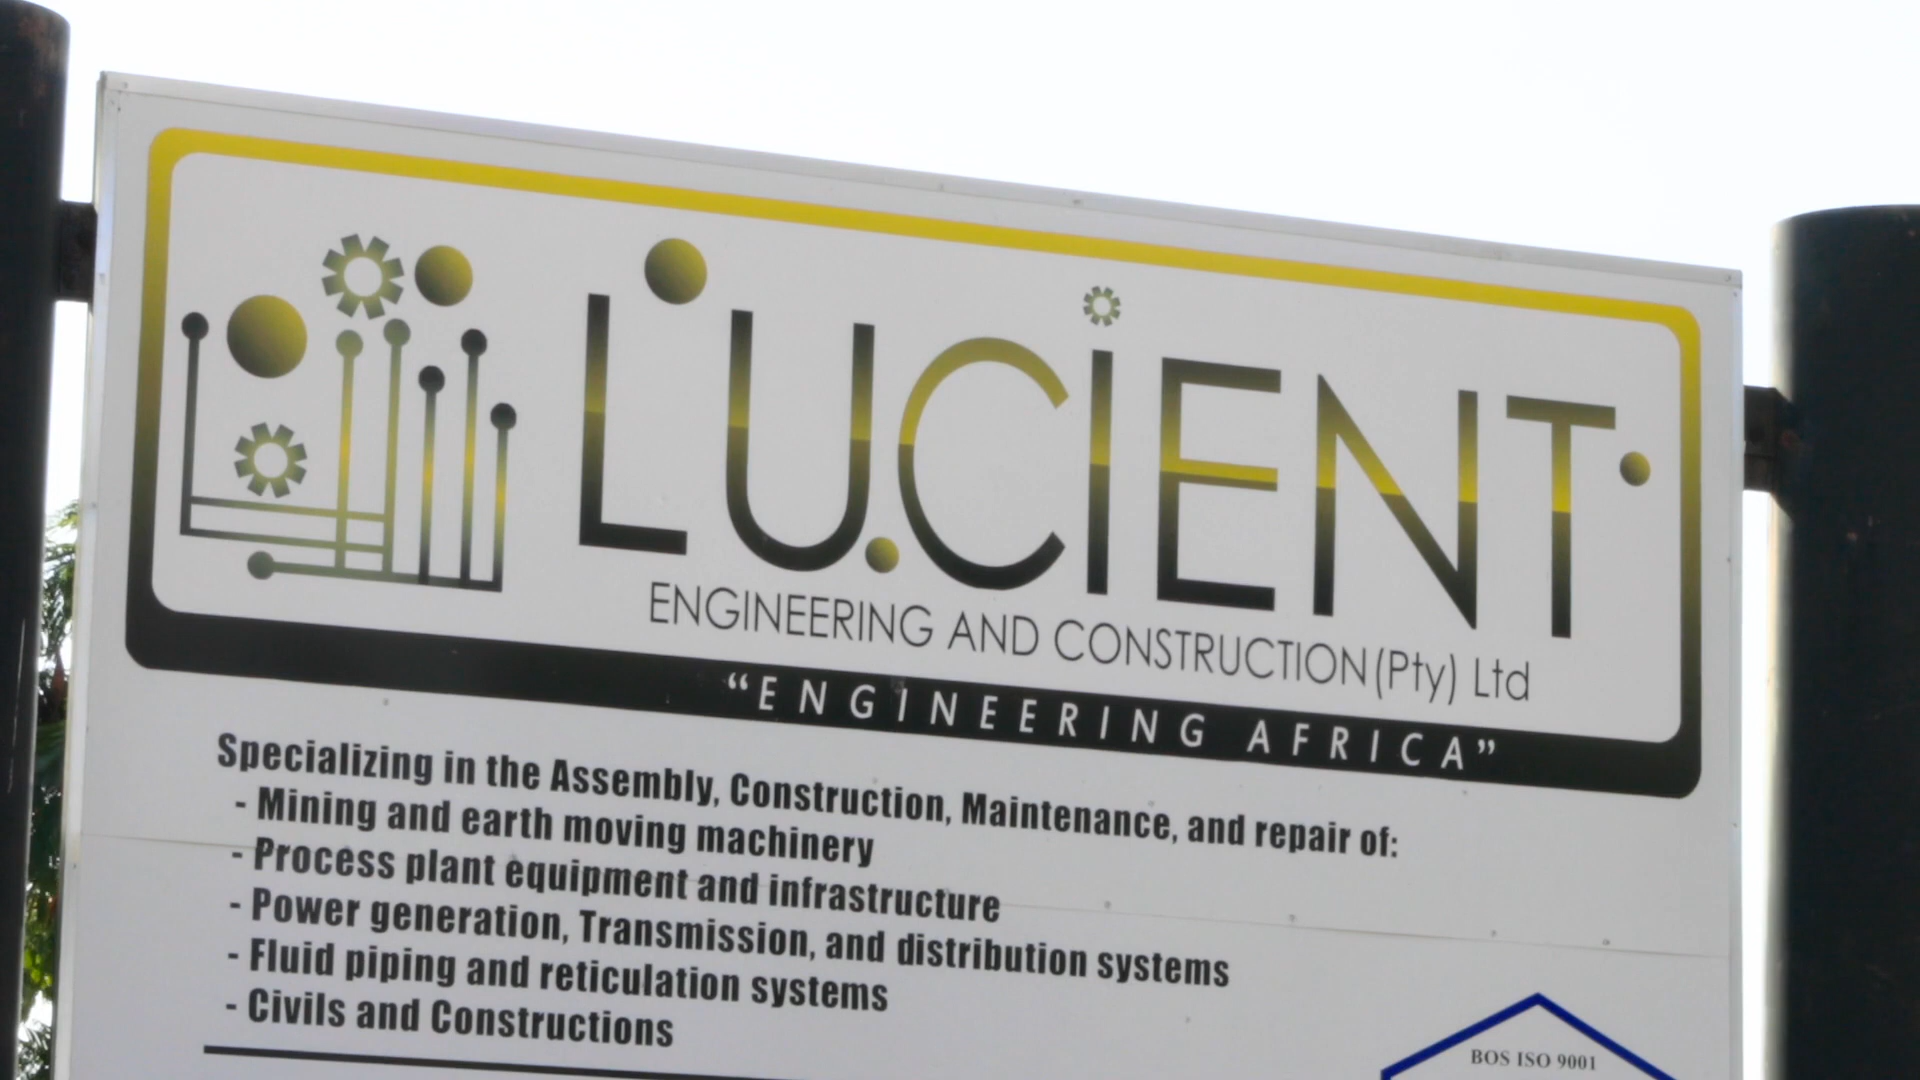 LUCIENT
ENGINEERING AND CONSTRUCTION (Pty) Ltd
“ENGINEERING AFRICA”
Specializing in the Assembly, Construction, Maintenance, and repair of:
- Mining and earth moving machinery
- Process plant equipment and infrastructure
- Power generation, Transmission, and distribution systems
- Fluid piping and reticulation systems
- Civils and Constructions
BOS ISO 9001